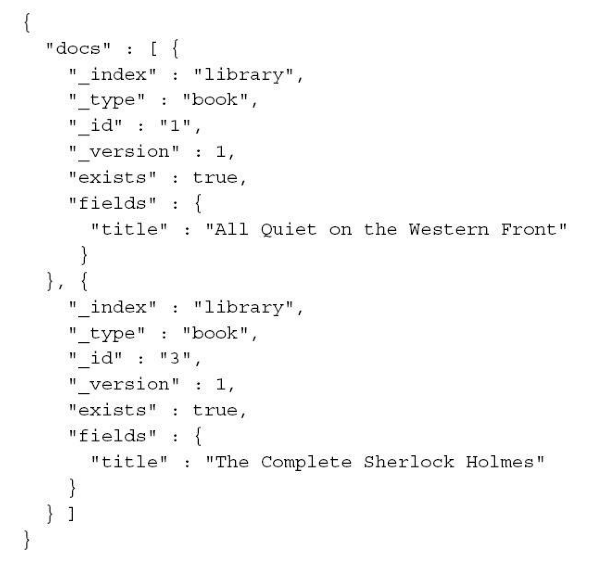 {
  "docs" : [ {
    "_index" : "library",
    "_type" : "book",
    "_id" : "1",
    "_version" : 1,
    "exists" : true,
    "fields" : {
      "title" : "All Quiet on the Western Front"
     }
  }, {
    "_index" : "library",
    "_type" : "book",
    "_id" : "3",
    "_version" : 1,
    "exists" : true,
    "fields" : {
      "title" : "The Complete Sherlock Holmes"
    }
  } ]
}